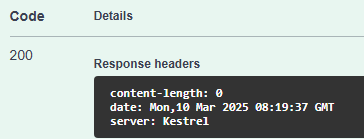 Code Details
200
Response headers
content-length: 0
date: Mon,10 Mar 2025 08:19:37 GMT
server: Kestrel